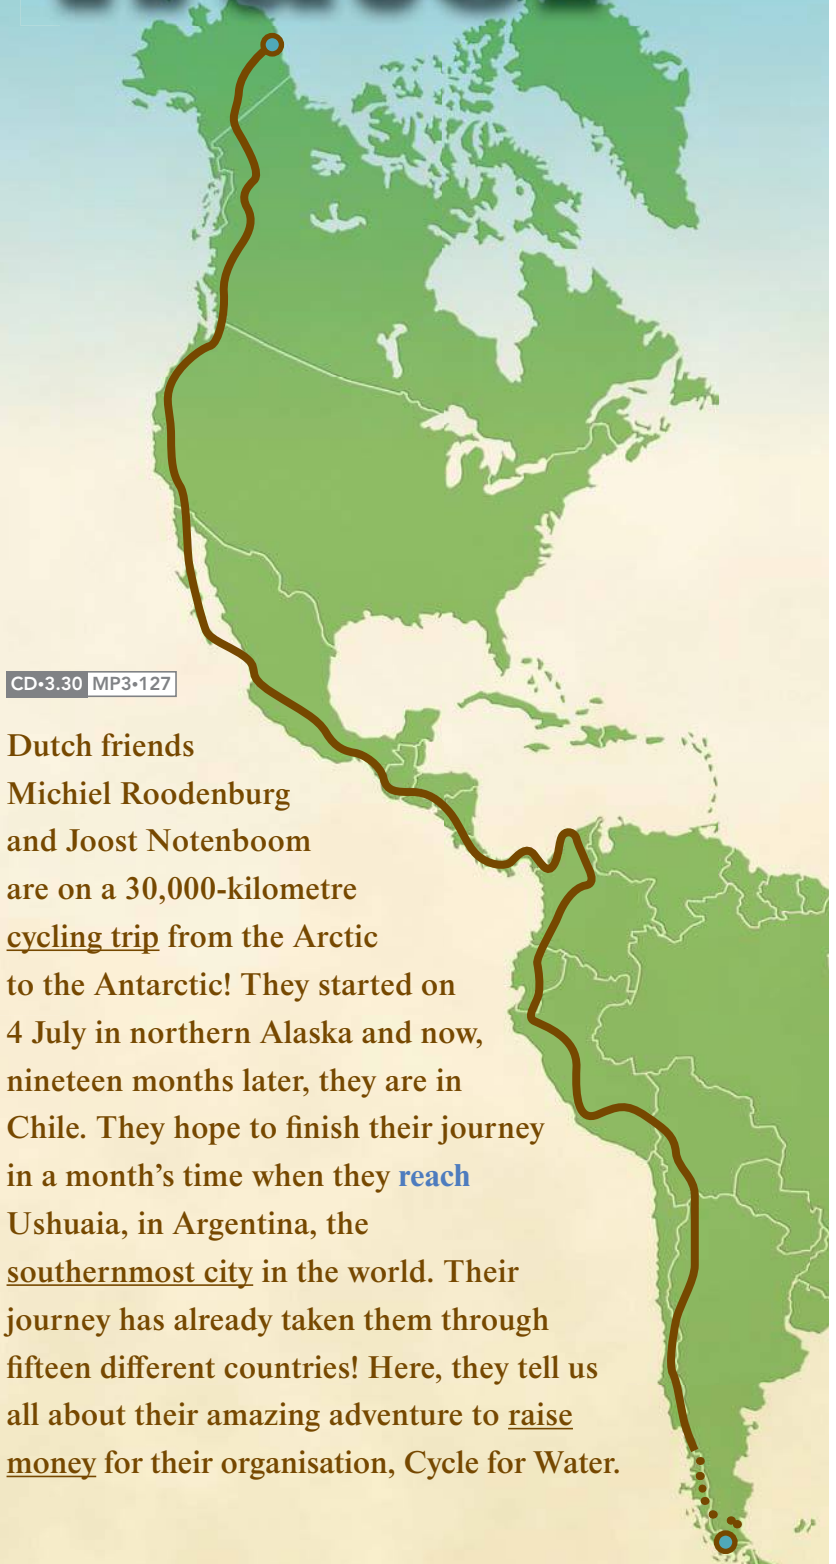 CD•3.30 MP3•127
Dutch friends
Michiel Roodenburg
and Joost Notenboom
are on a 30,000-kilometre
cycling trip from the Arctic
to the Antarctic! They started on
4 July in northern Alaska and now,
nineteen months later, they are in
Chile. They hope to finish their journey
in a month’s time when they reach
Ushuaia, in Argentina, the
southernmost city in the world. Their
journey has already taken them through
fifteen different countries! Here, they tell us
all about their amazing adventure to raise
money for their organisation, Cycle for Water.